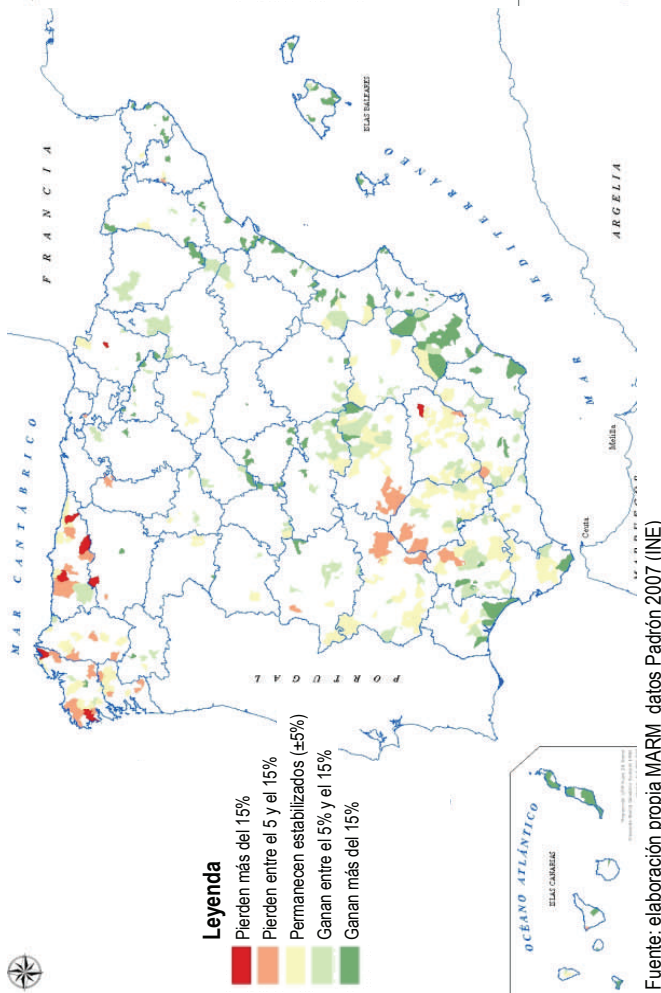 MAR CANTÁBRICO
FRANCIA
PORTUGAL
ISLAS BALEARES
MAR MEDITERRÁNEO
ARGELIA
Ceuta
Melilla
Leyenda
Pierden más del 15%
Pierden entre el 5 y el 15%
Permanecen estabilizados (±5%)
Ganan entre el 5% y el 15%
Ganan más del 15%
OCÉANO ATLÁNTICO
ISLAS CANARIAS
Fuente: elaboración propia MARM datos Padrón 2007 (INE)